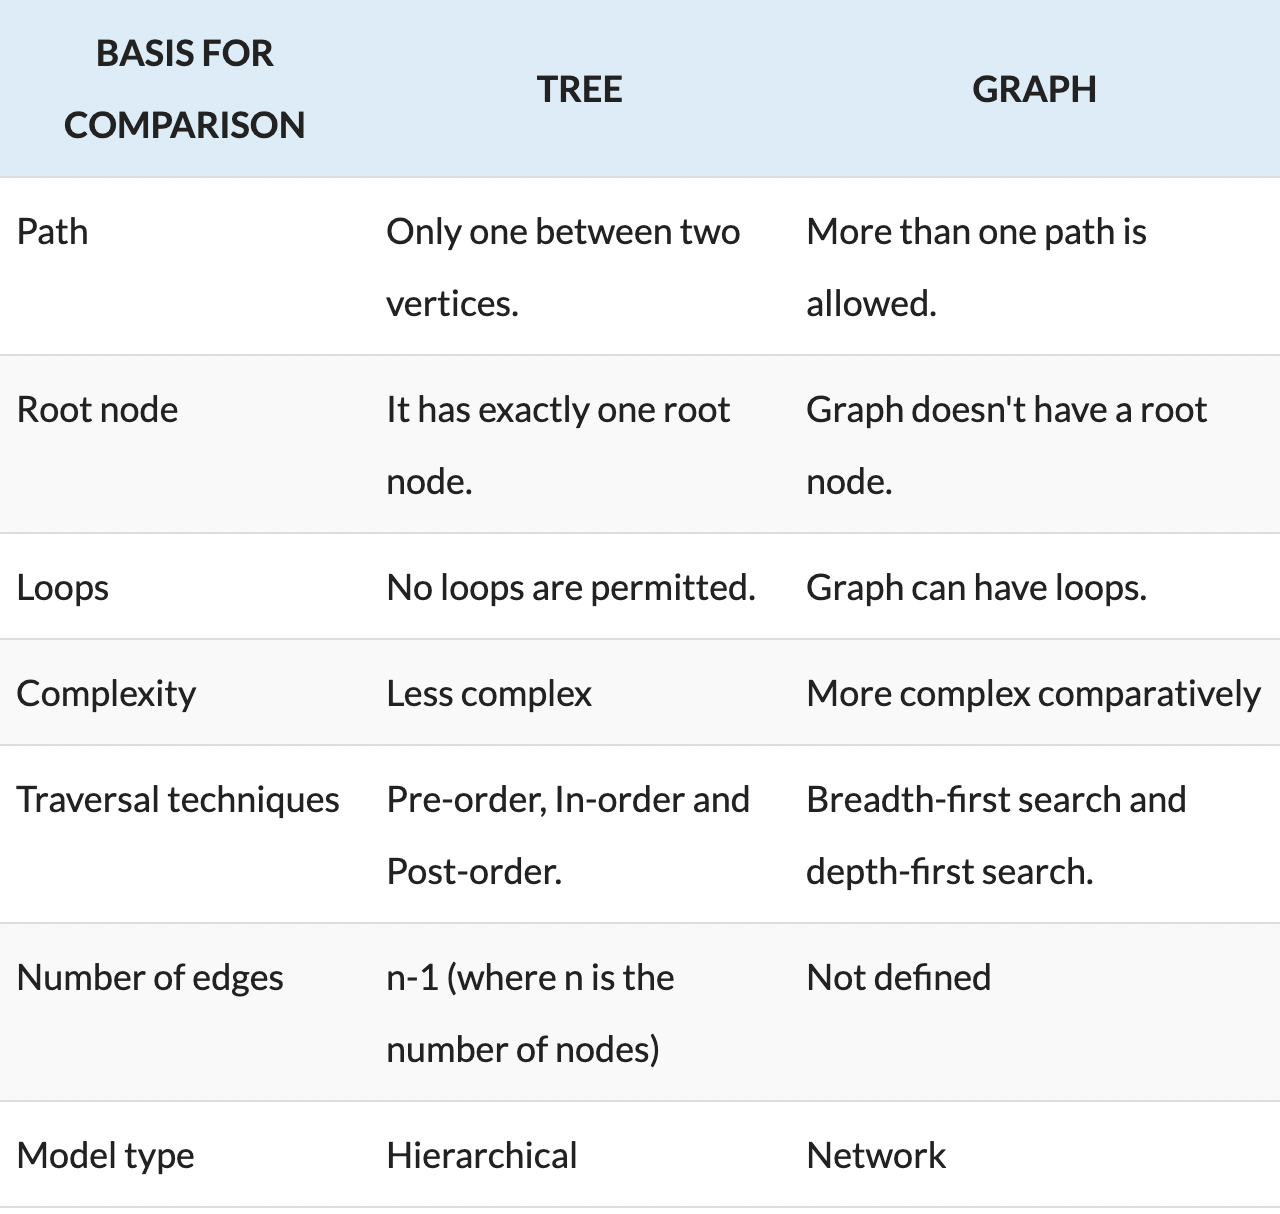 BASIS FOR
COMPARISON
TREE
GRAPH
Path
Only one between two
vertices.
More than one path is
allowed.
Root node
It has exactly one root
node.
Graph doesn't have a root
node.
Loops
No loops are permitted.
Graph can have loops.
Complexity
Less complex
More complex comparatively
Traversal techniques
Pre-order, In-order and
Post-order.
Breadth-first search and
depth-first search.
Number of edges
n-1 (where n is the
number of nodes)
Not defined
Model type
Hierarchical
Network